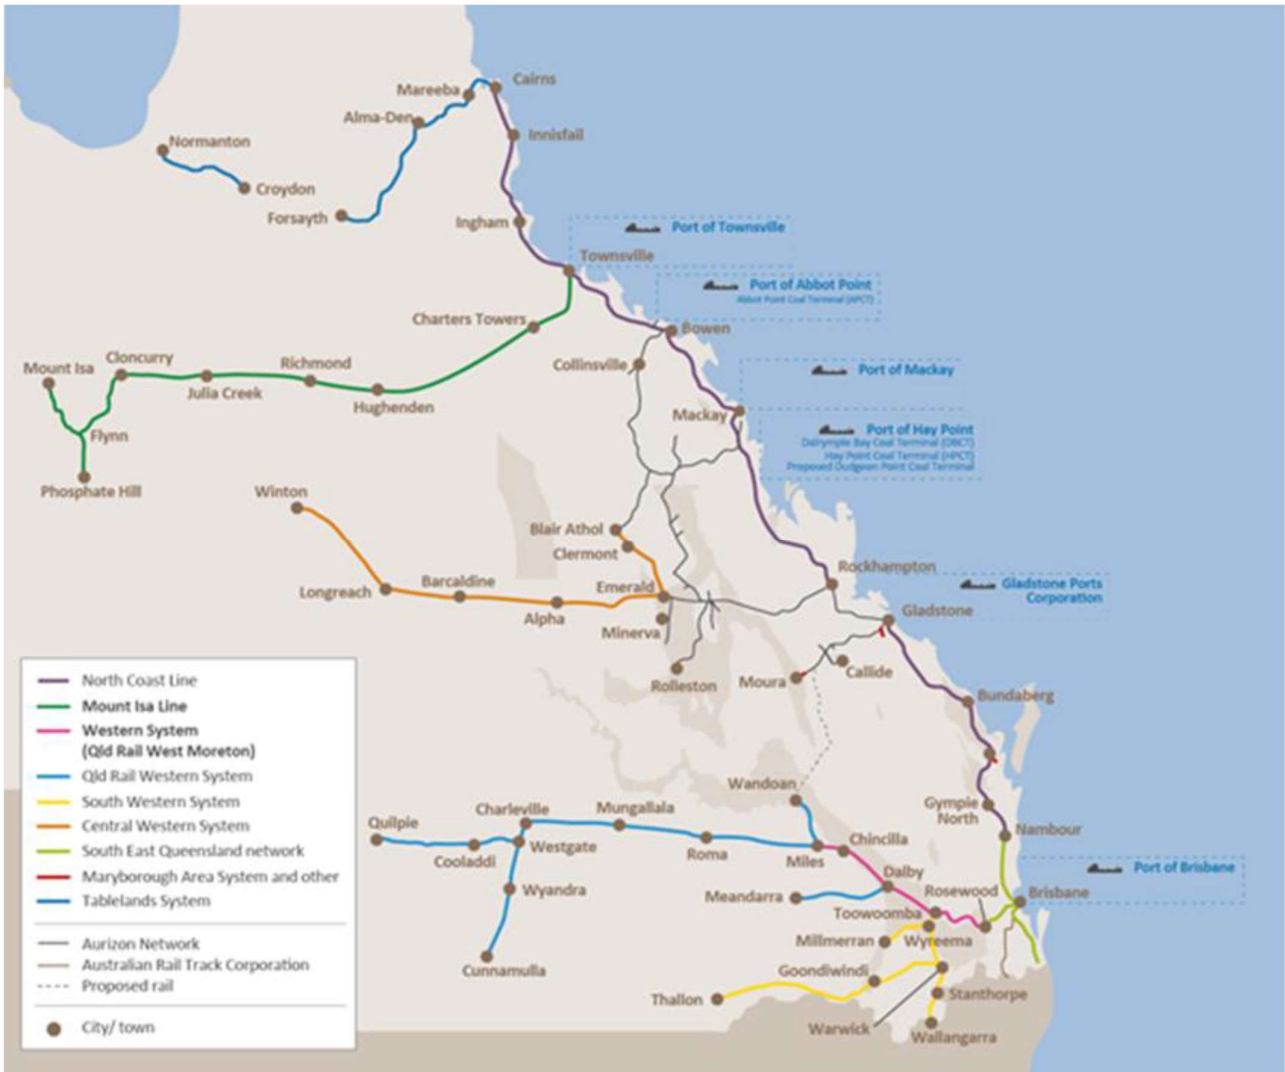 Cairns
Mareeba
Alma-Den
Innisfail
Normanton
Croydon
Forsayth
Ingham
Port of Townsville
Townsville
Port of Abbot Point
Abbot Point Coal Terminal (APCT)
Charters Towers
Bowen
Collinsville
Cloncurry
Mount Isa
Richmond
Julia Creek
Hughenden
Port of Mackay
Mackay
Port of Hay Point
Dalrymple Bay Coal Terminal (DBCT)
Hay Point Coal Terminal (HPCT)
Proposed Dudgeon Point Coal Terminal
Flynn
Phosphate Hill
Winton
Blair Athol
Clermont
Rockhampton
Longreach
Barcaldine
Emerald
Gladstone Ports
Corporation
Alpha
Gladstone
Minerva
Rolleston
Moura
Callide
Bundaberg
Wandoan
Gympie
North
Nambour
Quilpie
Charleville
Mungallala
Cooladdi
Westgate
Roma
Miles
Chincilla
Dalby
Port of Brisbane
Wyandra
Meandarra
Rosewood
Brisbane
Toowoomba
Millmerran
Wyreema
Cunnamulla
Goondiwindi
Thallon
Stanthorpe
Warwick
Wallangarra
North Coast Line
Mount Isa Line
Western System
(Qld Rail West Moreton)
Qld Rail Western System
South Western System
Central Western System
South East Queensland network
Maryborough Area System and other
Tablelands System
Aurizon Network
Australian Rail Track Corporation
Proposed rail
City/ town